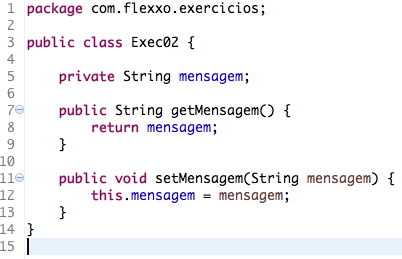 1 package com.flexxo.exercicios;
2
3 public class Exec02 {
4
5     private String mensagem;
6
7     public String getMensagem() {
8         return mensagem;
9     }
10
11     public void setMensagem(String mensagem) {
12         this.mensagem = mensagem;
13     }
14 }
15